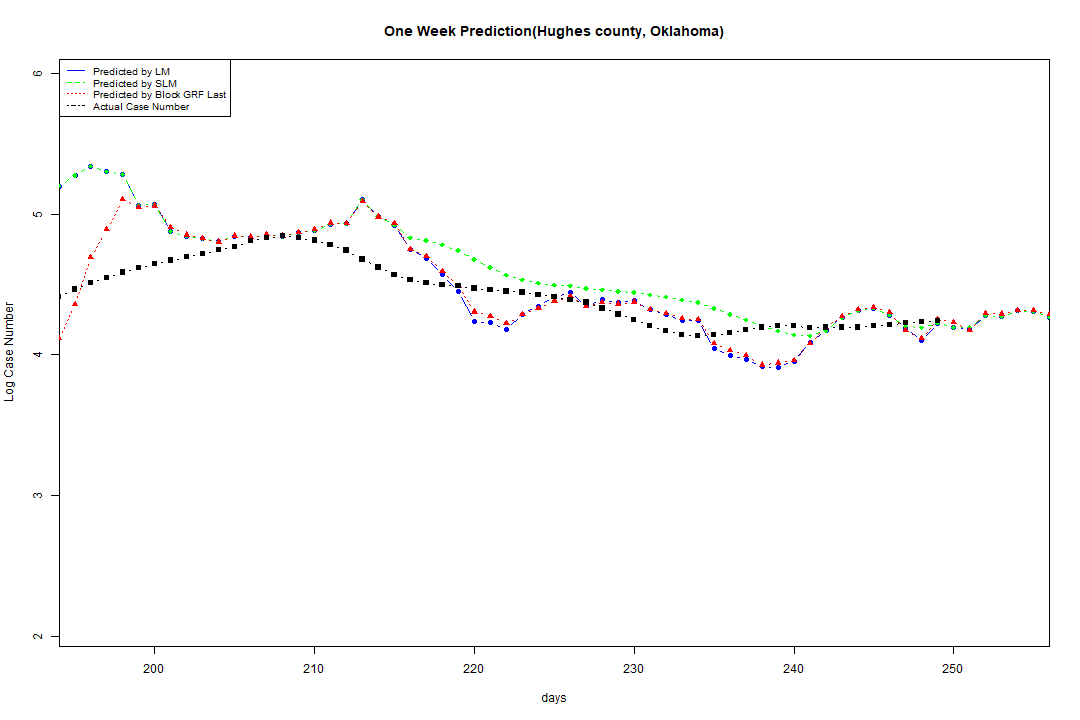 One Week Prediction(Hughes county, Oklahoma)
Predicted by LM
Predicted by SLM
Predicted by Block GRF Last
Actual Case Number
6
5
4
3
2
Log Case Number
200 210 220 230 240 250
days